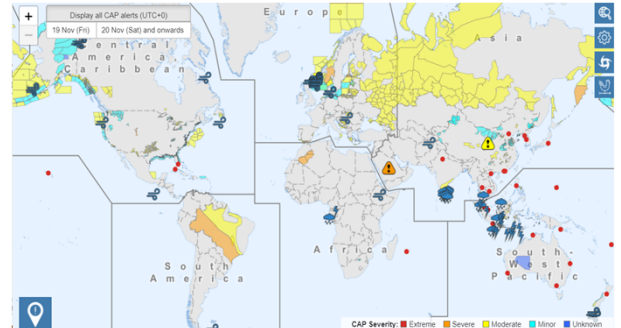 Display all CAP alerts (UTC+0)
19 Nov (Fri) 20 Nov (Sat) and onwards
Europe
Asia
Central
America,
Caribbean
Africa
South
America
South-
West
Pacific
CAP Severity: Extreme Severe Moderate Minor Unknown